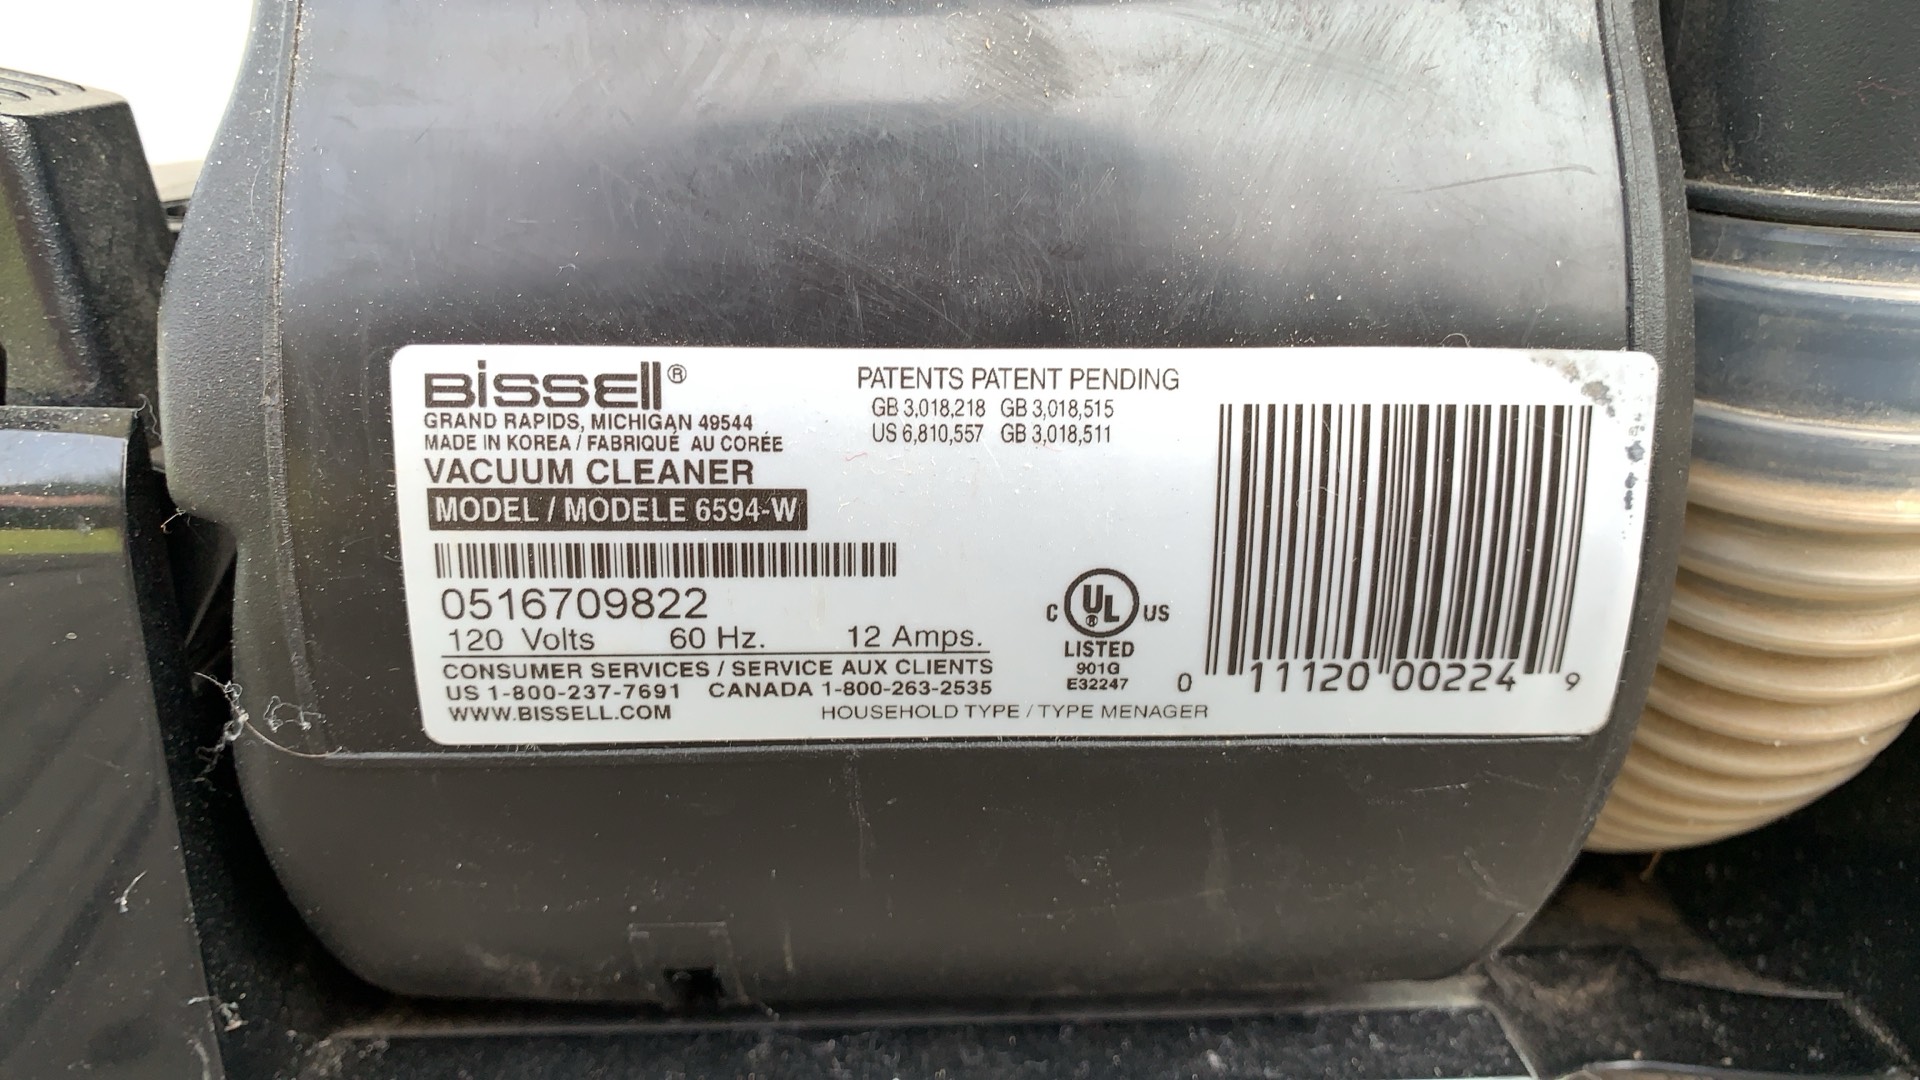 BISSELL®
GRAND RAPIDS, MICHIGAN 49544
MADE IN KOREA / FABRIQUÉ AU CORÉE
VACUUM CLEANER
MODEL / MODELE 6594-W
0516709822
120 Volts 60 Hz. 12 Amps.
CONSUMER SERVICES / SERVICE AUX CLIENTS
US 1-800-237-7691 CANADA 1-800-263-2535
WWW.BISSELL.COM
HOUSEHOLD TYPE / TYPE MENAGER
PATENTS PATENT PENDING
GB 3,018,218 GB 3,018,515
US 6,810,557 GB 3,018,511
C UL® US
LISTED
901G
E32247
0 11120 00224 9